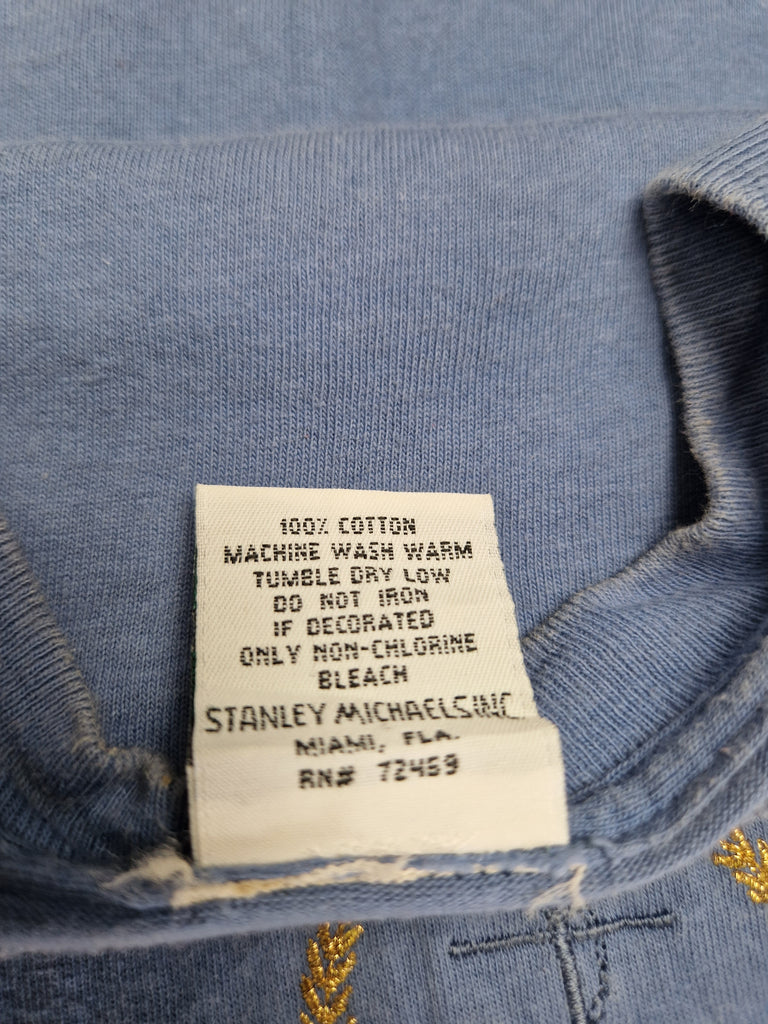 100% COTTON
MACHINE WASH WARM
TUMBLE DRY LOW
DO NOT IRON
IF DECORATED
ONLY NON-CHLORINE
BLEACH
STANLEY MICHAELS INC.
MIAMI, FLA.
RN# 72459